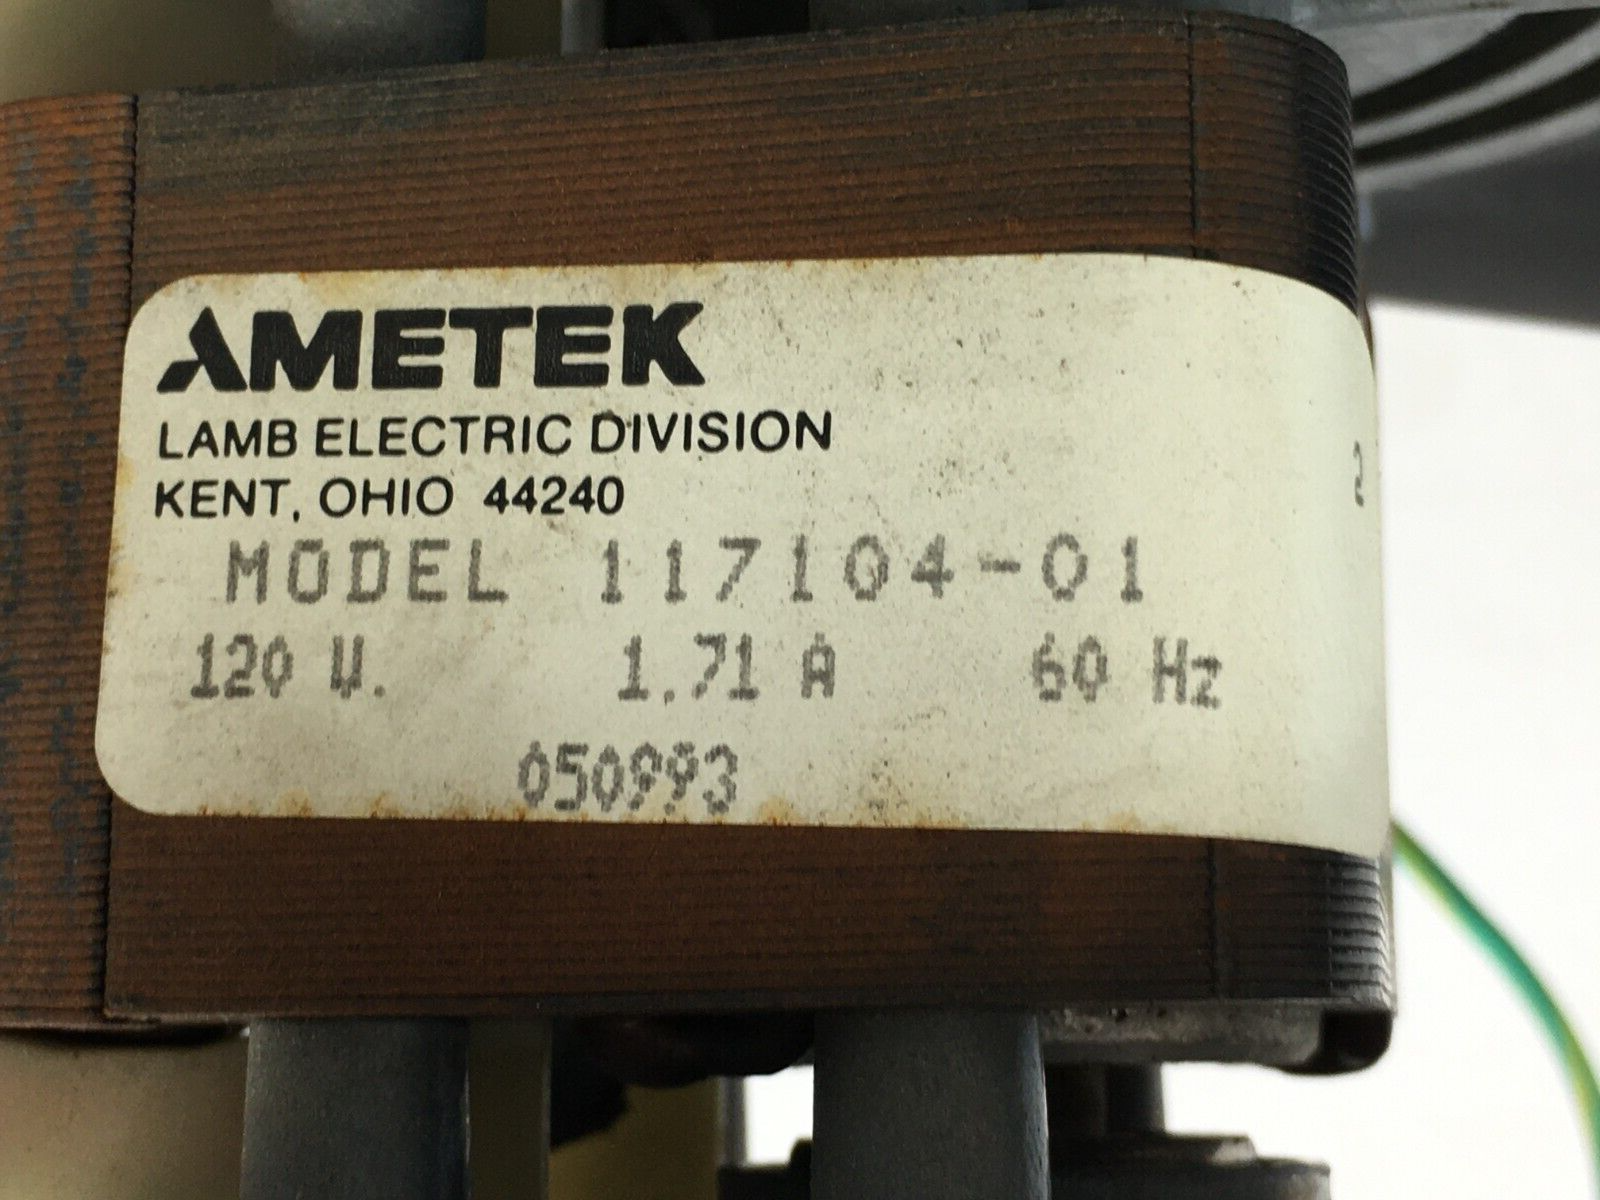 AMETEK
LAMB ELECTRIC DIVISION
KENT, OHIO 44240
MODEL 117104-01
120 V. 1.71 A 60 Hz
050993
2